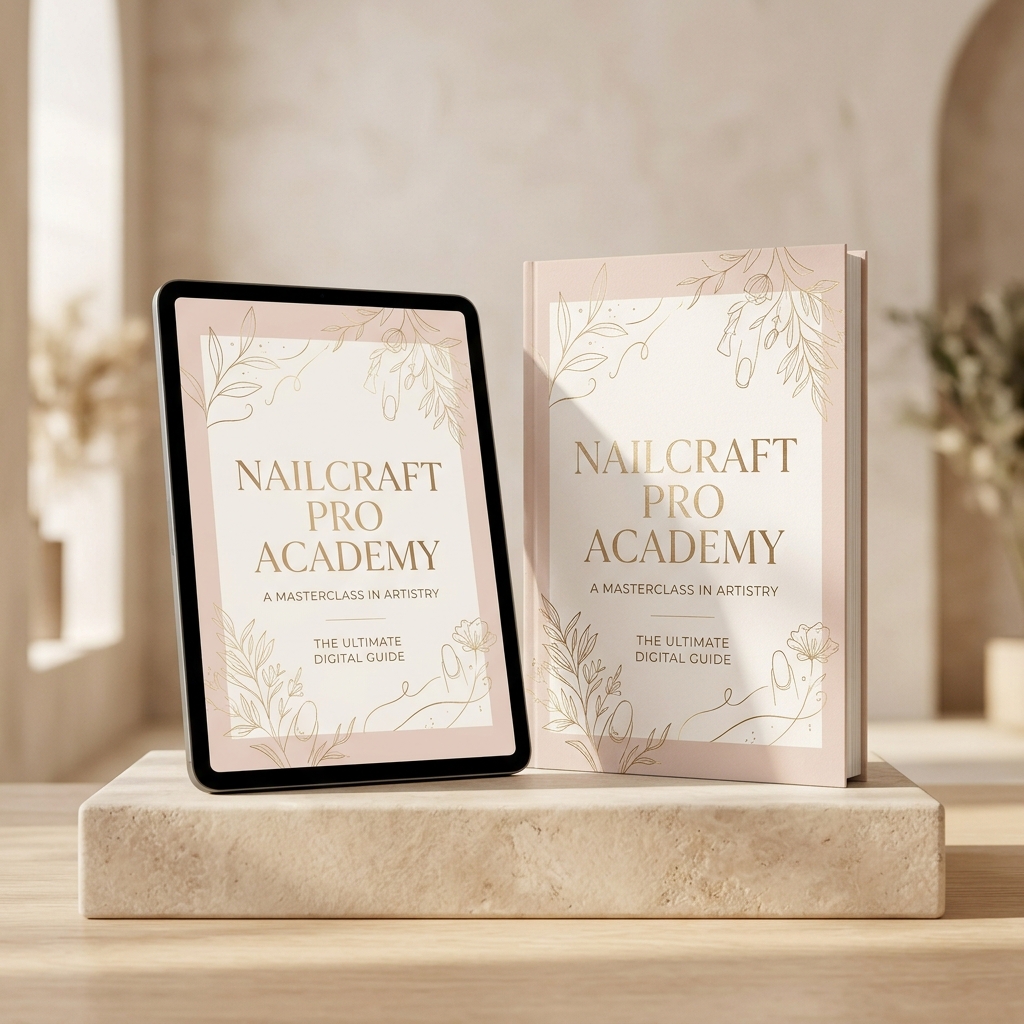 NAILCRAFT
PRO
ACADEMY
A MASTERCLASS IN ARTISTRY
THE ULTIMATE
DIGITAL GUIDE
NAILCRAFT
PRO
ACADEMY
A MASTERCLASS IN ARTISTRY
THE ULTIMATE
DIGITAL GUIDE